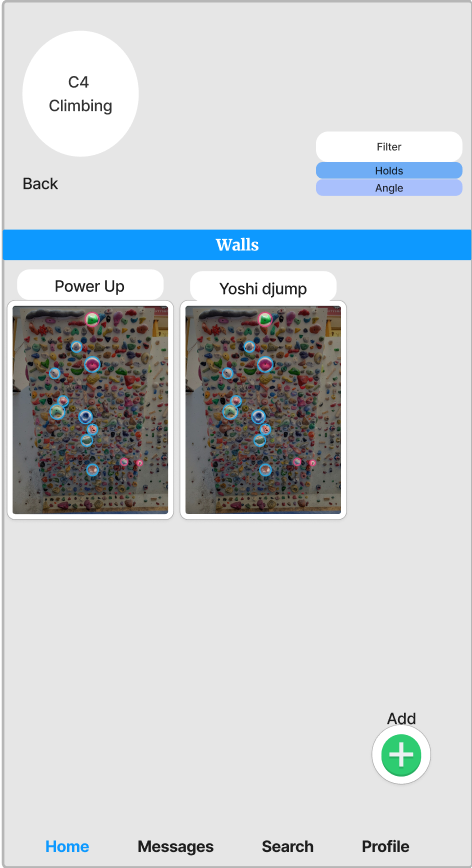 C4
Climbing
Back
Filter
Holds
Angle
Walls
Power Up
Yoshi djump
Add
Home
Messages
Search
Profile